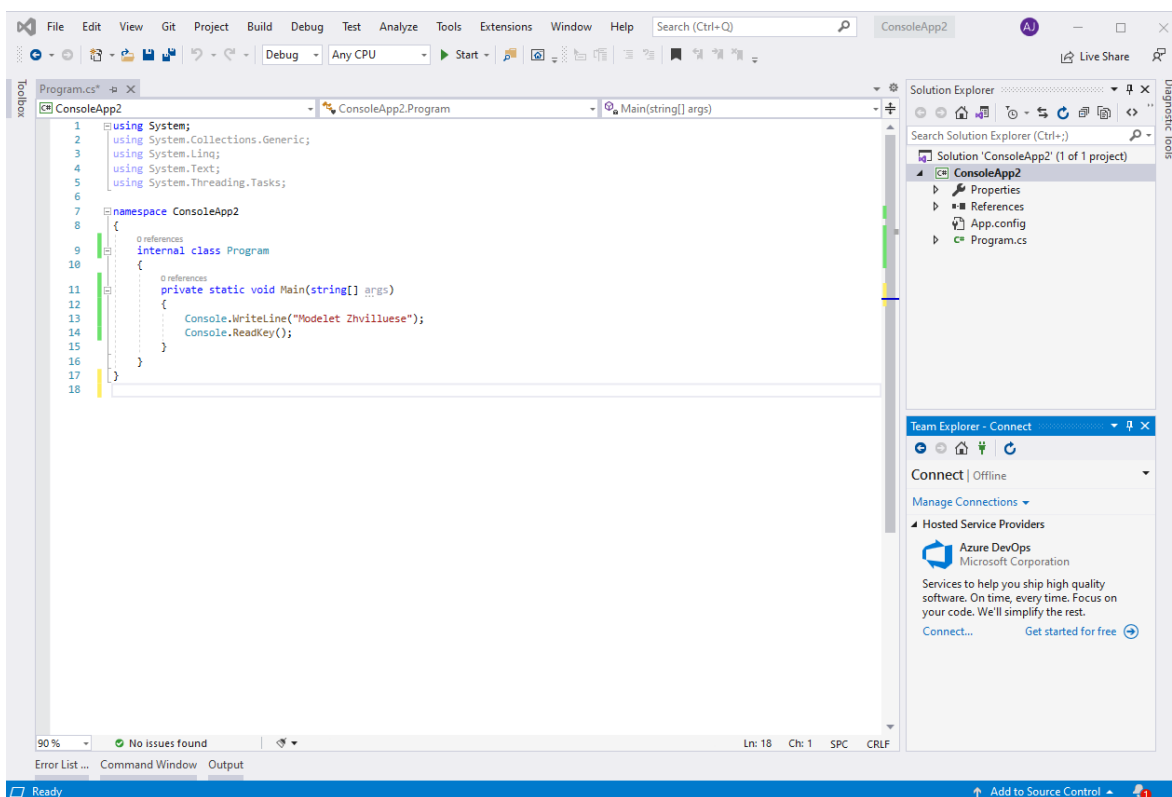 File Edit View Git Project Build Debug Test Analyze Tools Extensions Window Help Search (Ctrl+Q) ConsoleApp2 AJ
Debug Any CPU Start Live Share
Toolbox
Program.cs*
ConsoleApp2 ConsoleApp2.Program Main(string[] args)
1 using System;
2 using System.Collections.Generic;
3 using System.Linq;
4 using System.Text;
5 using System.Threading.Tasks;
6
7 namespace ConsoleApp2
8 {
0 references
9 internal class Program
10 {
0 references
11 private static void Main(string[] args)
12 {
13 Console.WriteLine("Modelet Zhvilluese");
14 Console.ReadKey();
15 }
16 }
17 }
18
90 % No issues found Ln: 18 Ch: 1 SPC CRLF
Error List ... Command Window Output
Solution Explorer
Search Solution Explorer (Ctrl+;)
Solution 'ConsoleApp2' (1 of 1 project)
C# ConsoleApp2
Properties
References
App.config
C# Program.cs
Team Explorer - Connect
Connect | Offline
Manage Connections
Hosted Service Providers
Azure DevOps
Microsoft Corporation
Services to help you ship high quality
software. On time, every time. Focus on
your code. We'll simplify the rest.
Connect... Get started for free
Diagnostic Tools
Ready Add to Source Control 1